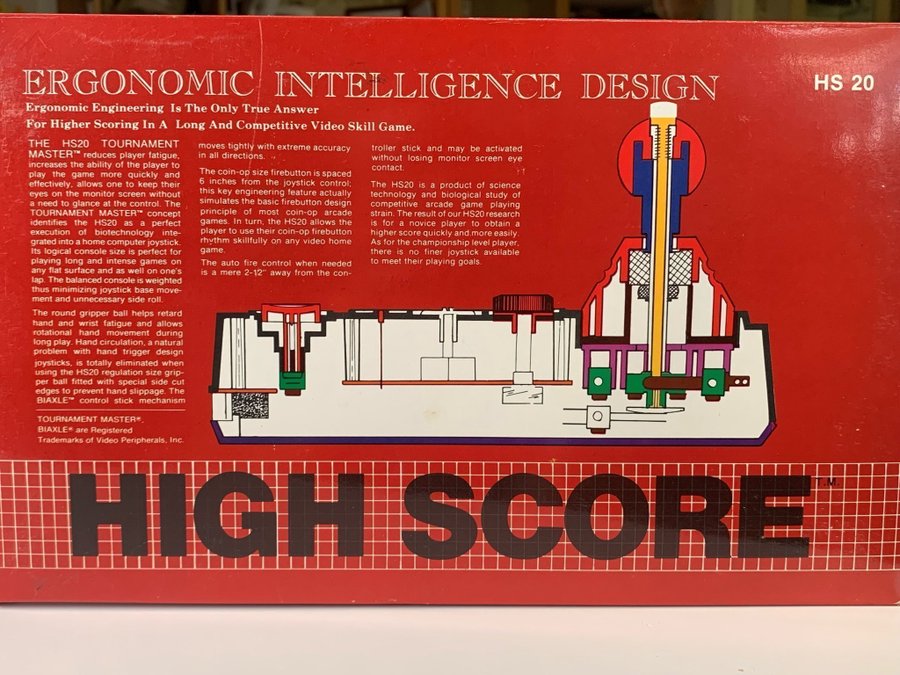 ERGONOMIC INTELLIGENCE DESIGN
HS 20
Ergonomic Engineering Is The Only True Answer
For Higher Scoring In A Long And Competitive Video Skill Game.
THE HS20 TOURNAMENT
MASTER™ reduces player fatigue,
increases the ability of the player to
play the game more quickly and
effectively, allows one to keep their
eyes on the monitor screen without
a need to glance at the control. The
TOURNAMENT MASTER™ concept
identifies the HS20 as a perfect
execution of biotechnology inte-
grated into a home computer joystick.
Its logical console size is perfect for
playing long and intense games on
any flat surface and as well on one's
lap. The balanced console is weighted
thus minimizing joystick base move-
ment and unnecessary side roll.
The round gripper ball helps retard
hand and wrist fatigue and allows
rotational hand movement during
long play. Hand circulation, a natural
problem with hand trigger design
joysticks, is totally eliminated when
using the HS20 regulation size grip-
per ball fitted with special side cut
edges to prevent hand slippage. The
BIAXLE™ control stick mechanism
moves tightly with extreme accuracy
in all directions.
The coin-op size firebutton is spaced
6 inches from the joystick control;
this key engineering feature actually
simulates the basic firebutton design
principle of most coin-op arcade
games. In turn, the HS20 allows the
player to use their coin-op firebutton
rhythm skillfully on any video home
game.
The auto fire control when needed
is a mere 2-12" away from the con-
troller stick and may be activated
without losing monitor screen eye
contact.
The HS20 is a product of science
technology and biological study of
competitive arcade game playing
strain. The result of our HS20 research
is for a novice player to obtain a
higher score quickly and more easily.
As for the championship level player,
there is no finer joystick available
to meet their playing goals.
TOURNAMENT MASTER®,
BIAXLE® are Registered
Trademarks of Video Peripherals, Inc.
HIGH SCORE T.M.